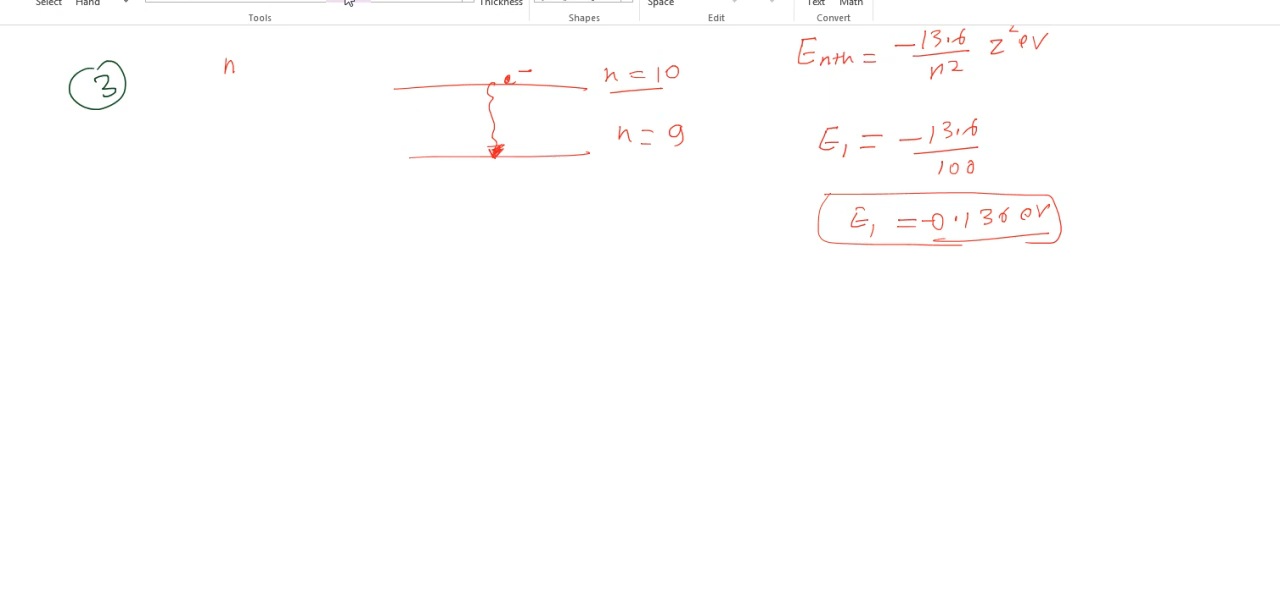 Select Hand Thickness Space Text Math
Tools Shapes Edit Convert
3
n
e⁻
n = 10
n = 9
Enth = -13.6/n² z² eV
E₁ = -13.6/100
E₁ = -0.136 eV